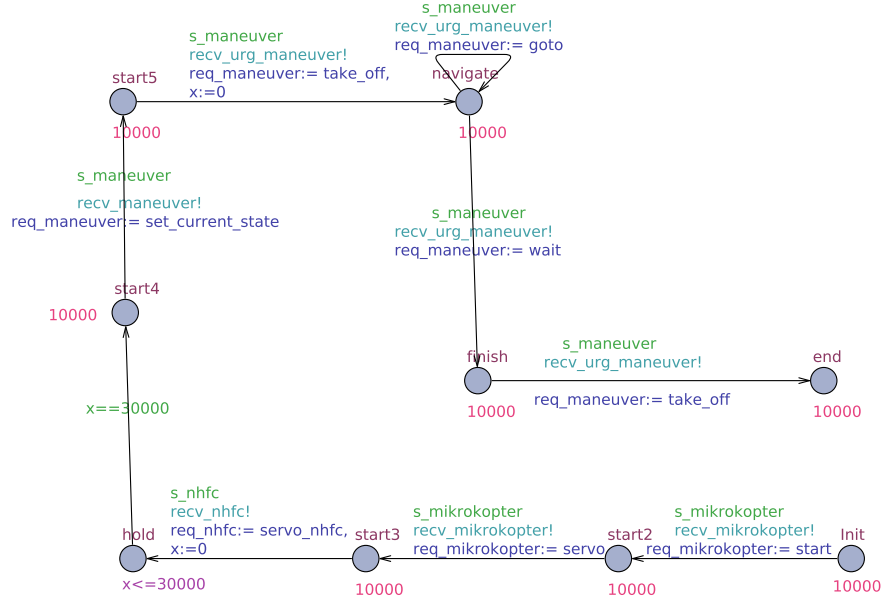 s_maneuver
recv_urg_maneuver!
req_maneuver:= goto
s_maneuver
recv_urg_maneuver!
req_maneuver:= take_off,
x:=0
start5
navigate
10000
10000
s_maneuver
recv_maneuver!
req_maneuver:= set_current_state
s_maneuver
recv_urg_maneuver!
req_maneuver:= wait
start4
10000
finish
s_maneuver
recv_urg_maneuver!
req_maneuver:= take_off
end
10000
10000
x==30000
s_nhfc
recv_nhfc!
req_nhfc:= servo_nhfc,
x:=0
hold
x<=30000
s_mikrokopter
recv_mikrokopter!
req_mikrokopter:= servo
start3
10000
s_mikrokopter
recv_mikrokopter!
req_mikrokopter:= start
start2
10000
Init
10000